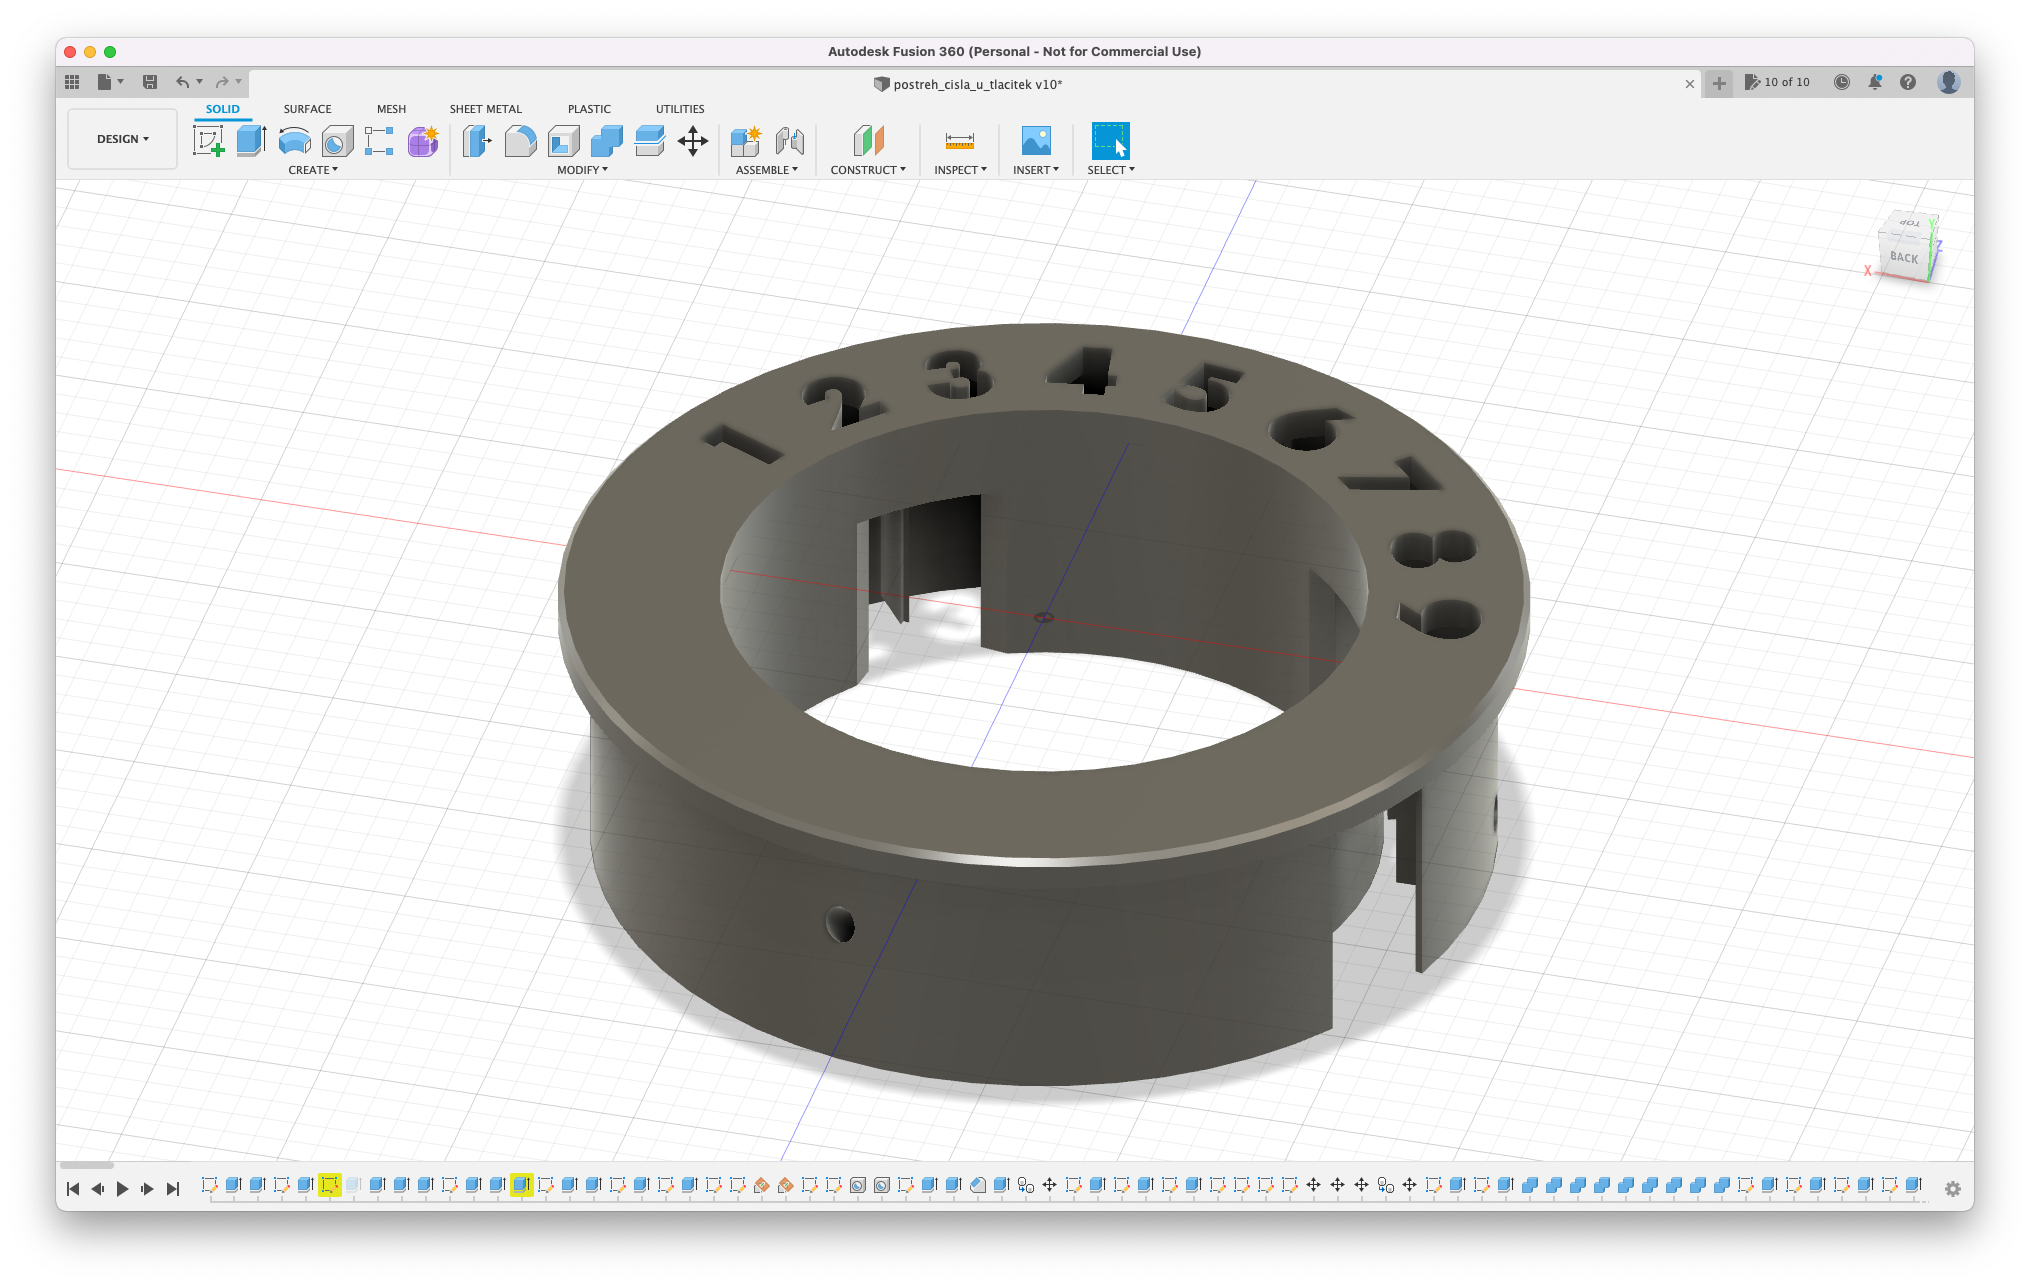 Autodesk Fusion 360 (Personal - Not for Commercial Use)
postreh_cisla_u_tlacitek v10*
10 of 10
DESIGN
SOLID SURFACE MESH SHEET METAL PLASTIC UTILITIES
CREATE MODIFY ASSEMBLE CONSTRUCT INSPECT INSERT SELECT
TOP
BACK
X
Y
Z
1 2 3 4 5 6 7 8 9